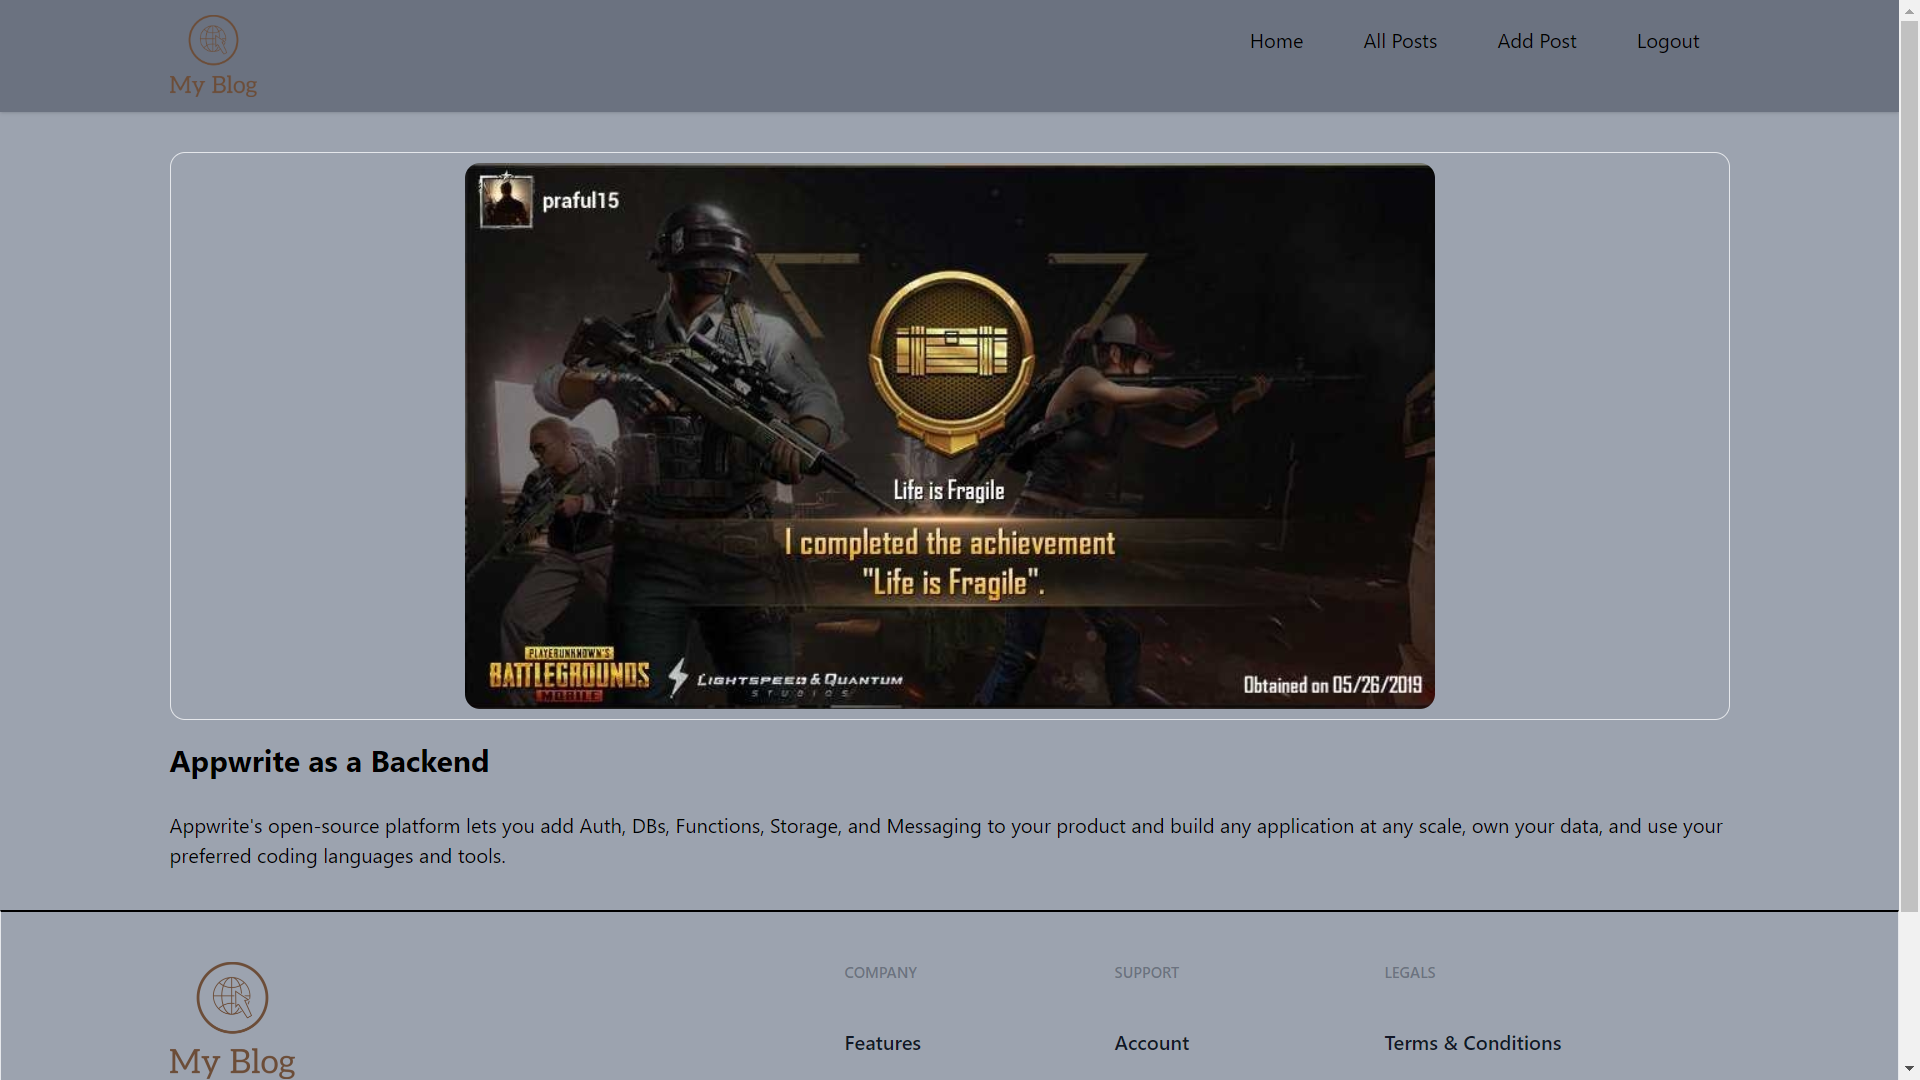 My Blog
Home
All Posts
Add Post
Logout
praful15
Life is Fragile
I completed the achievement
"Life is Fragile".
PLAYERUNKNOWN'S
BATTLEGROUNDS
MOBILE
LIGHTSPEED & QUANTUM
STUDIOS
Obtained on 05/26/2019
Appwrite as a Backend
Appwrite's open-source platform lets you add Auth, DBs, Functions, Storage, and Messaging to your product and build any application at any scale, own your data, and use your
preferred coding languages and tools.
My Blog
COMPANY
SUPPORT
LEGALS
Features
Account
Terms & Conditions